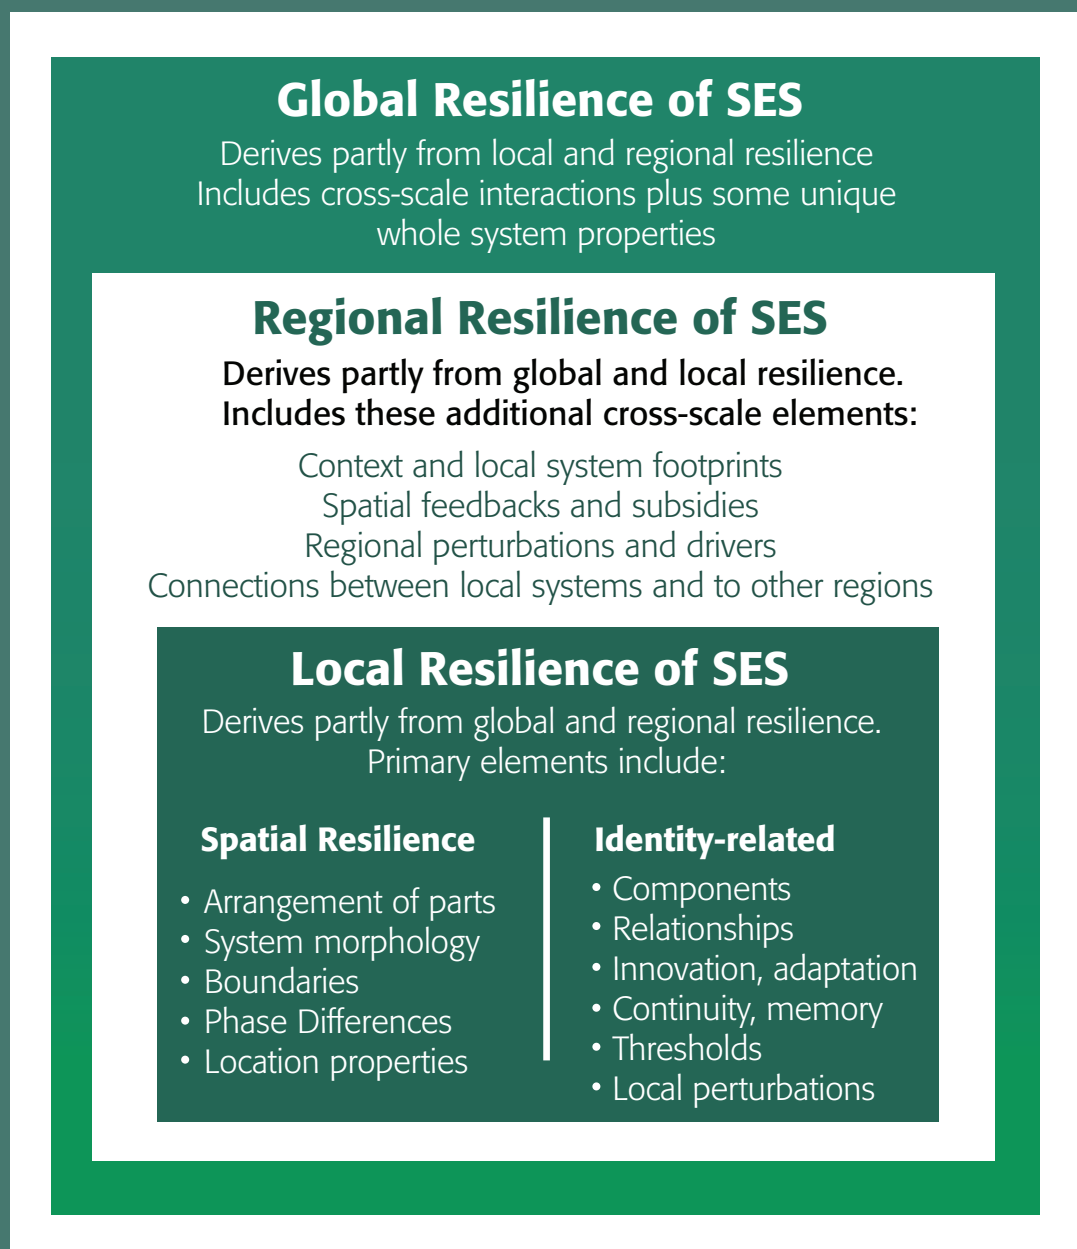 Global Resilience of SES
Derives partly from local and regional resilience
Includes cross-scale interactions plus some unique
whole system properties
Regional Resilience of SES
Derives partly from global and local resilience.
Includes these additional cross-scale elements:
Context and local system footprints
Spatial feedbacks and subsidies
Regional perturbations and drivers
Connections between local systems and to other regions
Local Resilience of SES
Derives partly from global and regional resilience.
Primary elements include:
Spatial Resilience
• Arrangement of parts
• System morphology
• Boundaries
• Phase Differences
• Location properties
Identity-related
• Components
• Relationships
• Innovation, adaptation
• Continuity, memory
• Thresholds
• Local perturbations